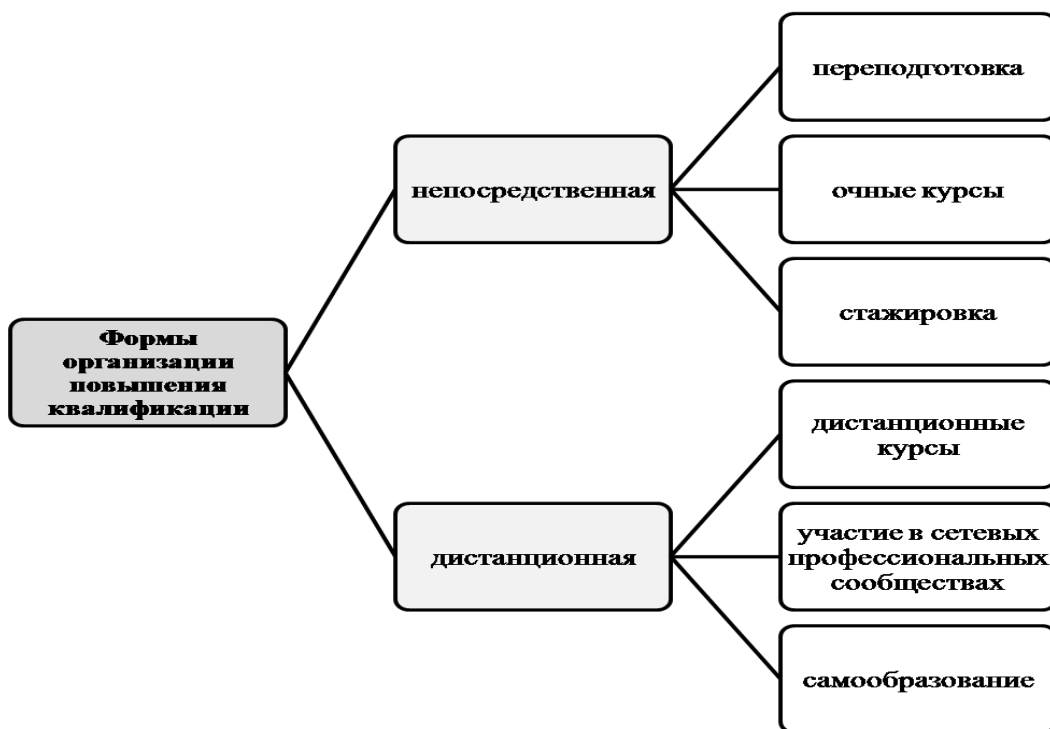 Формы
организации
повышения
квалификации
непосредственная
переподготовка
очные курсы
стажировка
дистанционная
дистанционные
курсы
участие в сетевых
профессиональных
сообществах
самообразование